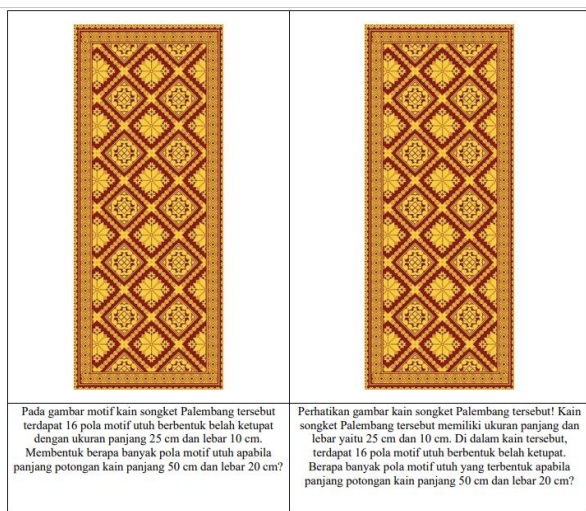 Pada gambar motif kain songket Palembang tersebut
terdapat 16 pola motif utuh berbentuk belah ketupat
dengan ukuran panjang 25 cm dan lebar 10 cm.
Membentuk berapa banyak pola motif utuh apabila
panjang potongan kain panjang 50 cm dan lebar 20 cm?
Perhatikan gambar kain songket Palembang tersebut! Kain
songket Palembang tersebut memiliki ukuran panjang dan
lebar yaitu 25 cm dan 10 cm. Di dalam kain tersebut,
terdapat 16 pola motif utuh berbentuk belah ketupat.
Berapa banyak pola motif utuh yang terbentuk apabila
panjang potongan kain panjang 50 cm dan lebar 20 cm?